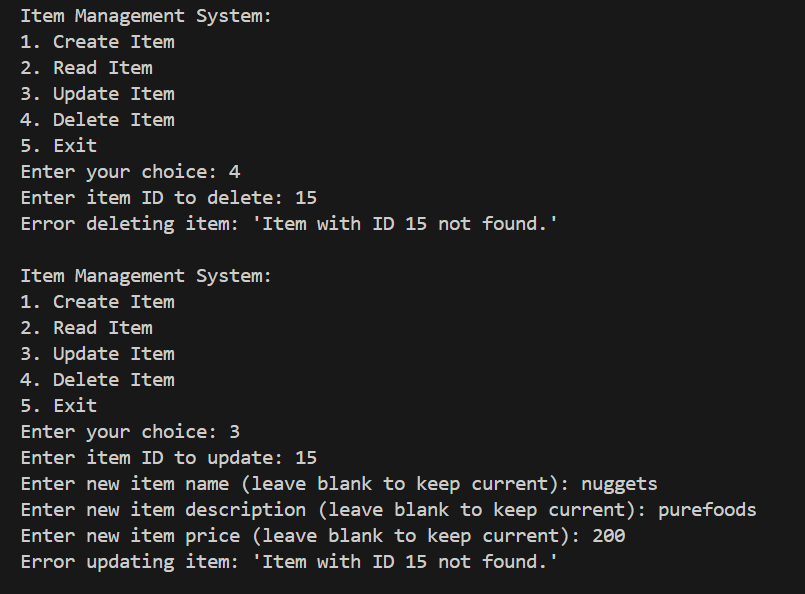 Item Management System:
1. Create Item
2. Read Item
3. Update Item
4. Delete Item
5. Exit
Enter your choice: 4
Enter item ID to delete: 15
Error deleting item: 'Item with ID 15 not found.'
Item Management System:
1. Create Item
2. Read Item
3. Update Item
4. Delete Item
5. Exit
Enter your choice: 3
Enter item ID to update: 15
Enter new item name (leave blank to keep current): nuggets
Enter new item description (leave blank to keep current): purefoods
Enter new item price (leave blank to keep current): 200
Error updating item: 'Item with ID 15 not found.'